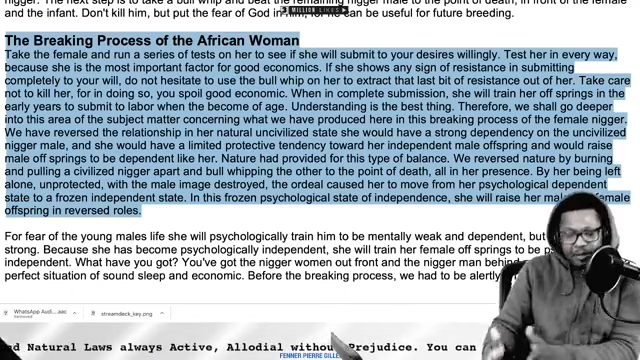 nigger. The next step is to take a bull whip and beat the remaining nigger male to the point of death, in front of the female
and the infant. Don't kill him, but put the fear of God in him, for he can be useful for future breeding.
MILLION LIKES
The Breaking Process of the African Woman
Take the female and run a series of tests on her to see if she will submit to your desires willingly. Test her in every way,
because she is the most important factor for good economics. If she shows any sign of resistance in submitting
completely to your will, do not hesitate to use the bull whip on her to extract that last bit of resistance out of her. Take care
not to kill her, for in doing so, you spoil good economic. When in complete submission, she will train her off springs in the
early years to submit to labor when the become of age. Understanding is the best thing. Therefore, we shall go deeper
into this area of the subject matter concerning what we have produced here in this breaking process of the female nigger.
We have reversed the relationship in her natural uncivilized state she would have a strong dependency on the uncivilized
nigger male, and she would have a limited protective tendency toward her independent male offspring and would raise
male off springs to be dependent like her. Nature had provided for this type of balance. We reversed nature by burning
and pulling a civilized nigger apart and bull whipping the other to the point of death, all in her presence. By her being left
alone, unprotected, with the male image destroyed, the ordeal caused her to move from her psychological dependent
state to a frozen independent state. In this frozen psychological state of independence, she will raise her male female
offspring in reversed roles.
For fear of the young males life she will psychologically train him to be mentally weak and dependent, but
strong. Because she has become psychologically independent, she will train her female off springs to be
independent. What have you got? You've got the nigger women out front and the nigger man behind
perfect situation of sound sleep and economic. Before the breaking process, we had to be alertly
WhatsApp Audi....aac
Removed
streamdeck_key.png
d Natural Laws always Active, Allodial without Prejudice. You can
FENNER PIERRE